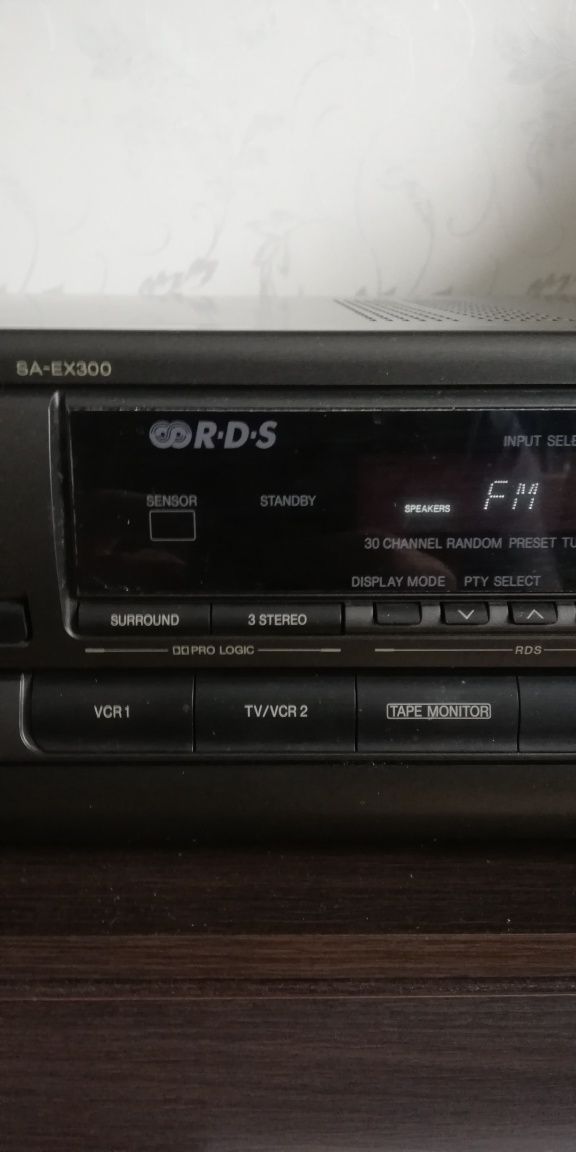 SA-EX300
R·D·S
INPUT SELE
SENSOR
STANDBY
SPEAKERS
FM
30 CHANNEL RANDOM PRESET TU
DISPLAY MODE PTY SELECT
SURROUND
3 STEREO
PRO LOGIC
RDS
VCR 1
TV/VCR 2
TAPE MONITOR